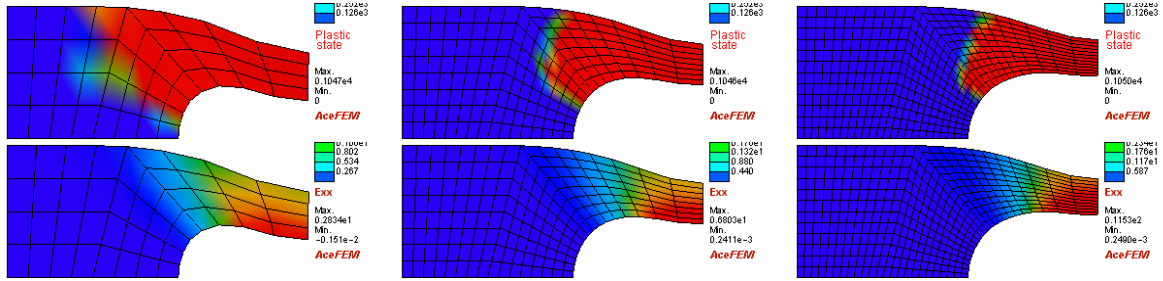 0.126e3
Plastic
state
Max.
0.1047e4
Min.
0
AceFEM
0.126e3
Plastic
state
Max.
0.1046e4
Min.
0
AceFEM
0.126e3
Plastic
state
Max.
0.1050e4
Min.
0
AceFEM
0.802
0.534
0.267
Exx
Max.
0.2834e1
Min.
-0.151e-2
AceFEM
0.132e1
0.880
0.440
Exx
Max.
0.6803e1
Min.
0.2411e-3
AceFEM
0.176e1
0.117e1
0.587
Exx
Max.
0.1153e2
Min.
0.2490e-3
AceFEM